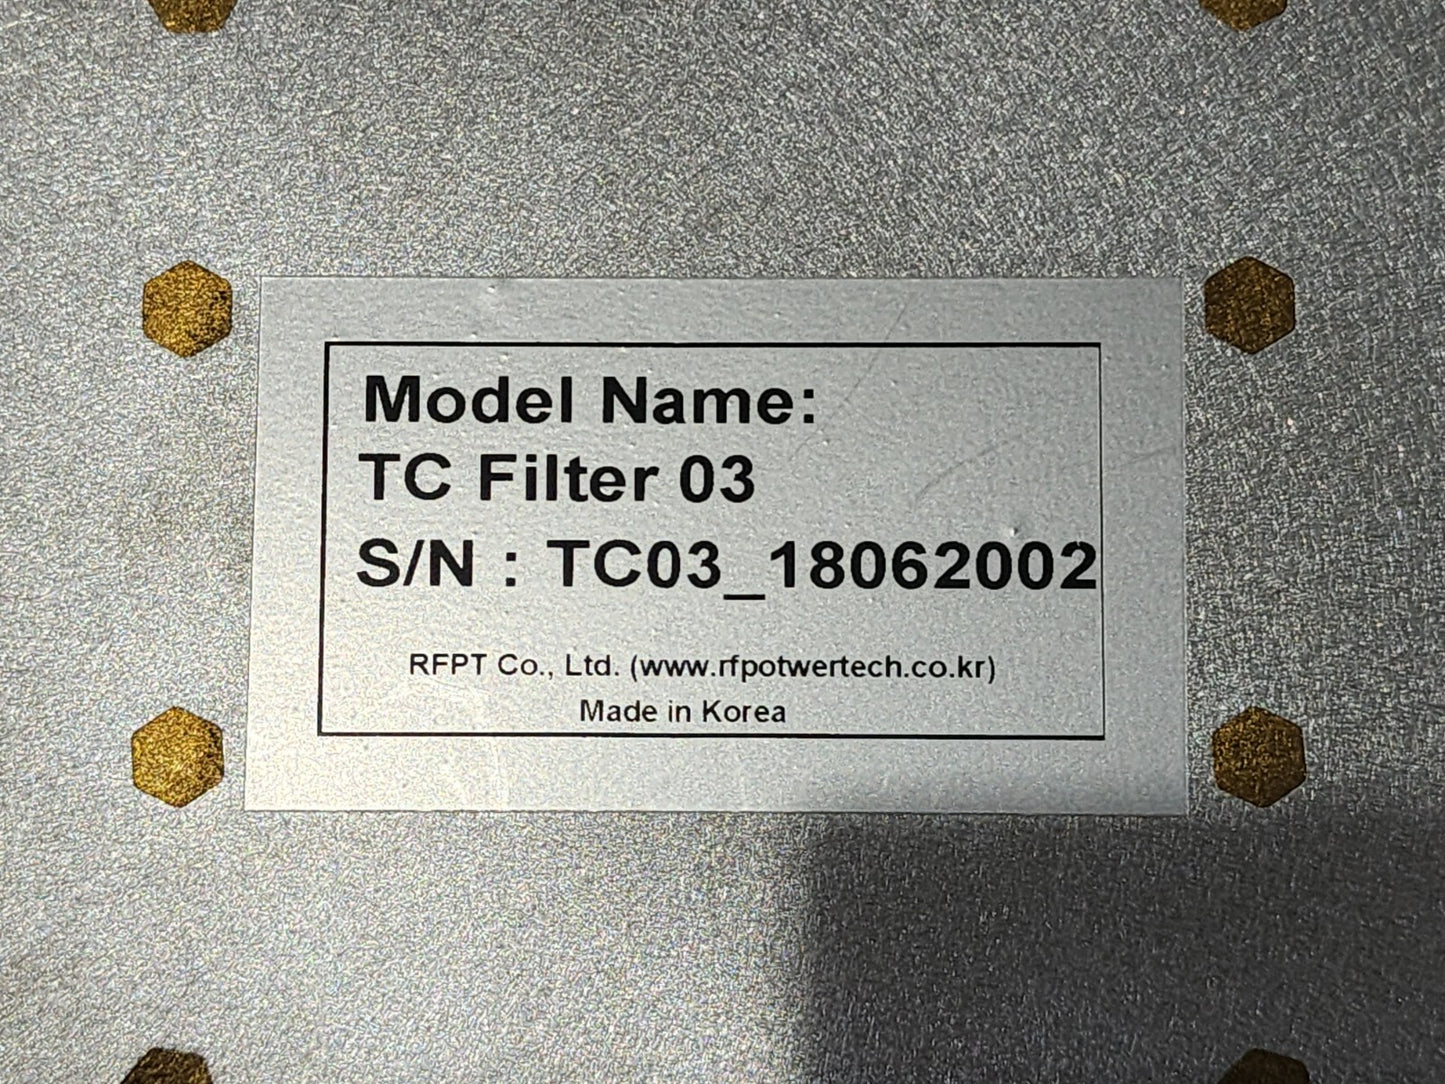 Model Name:
TC Filter 03
S/N : TC03_18062002
RFPT Co., Ltd. (www.rfpotwertech.co.kr)
Made in Korea